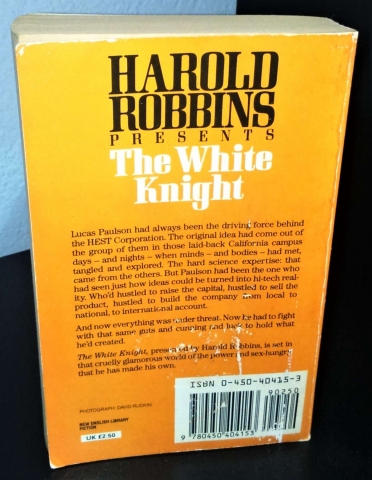 HAROLD
ROBBINS
PRESENTS
The White
Knight
Lucas Paulson had always been the driving force behind
the HEST Corporation. The original idea had come out of
the group of them in those laid-back California campus
days – and nights – when minds – and bodies – had met,
tangled and explored. The hard science expertise: that
came from the others. But Paulson had been the one who
had seen just how ideas could be turned into hi-tech real-
ity. Who'd hustled to raise the capital, hustled to sell the
product, hustled to build the company from local to
national, to international account.
And now everything was under threat. Now he had to fight
with that same guts and cunning and luck to hold what
he'd created.
The White Knight, presented by Harold Robbins, is set in
that cruelly glamorous world of the power and sex-hungry
that he has made his own.
PHOTOGRAPH: DAVID RUDKIN
NEW ENGLISH LIBRARY
FICTION
UK £2.50
ISBN 0-450-40415-3
90250
9 780450 404153